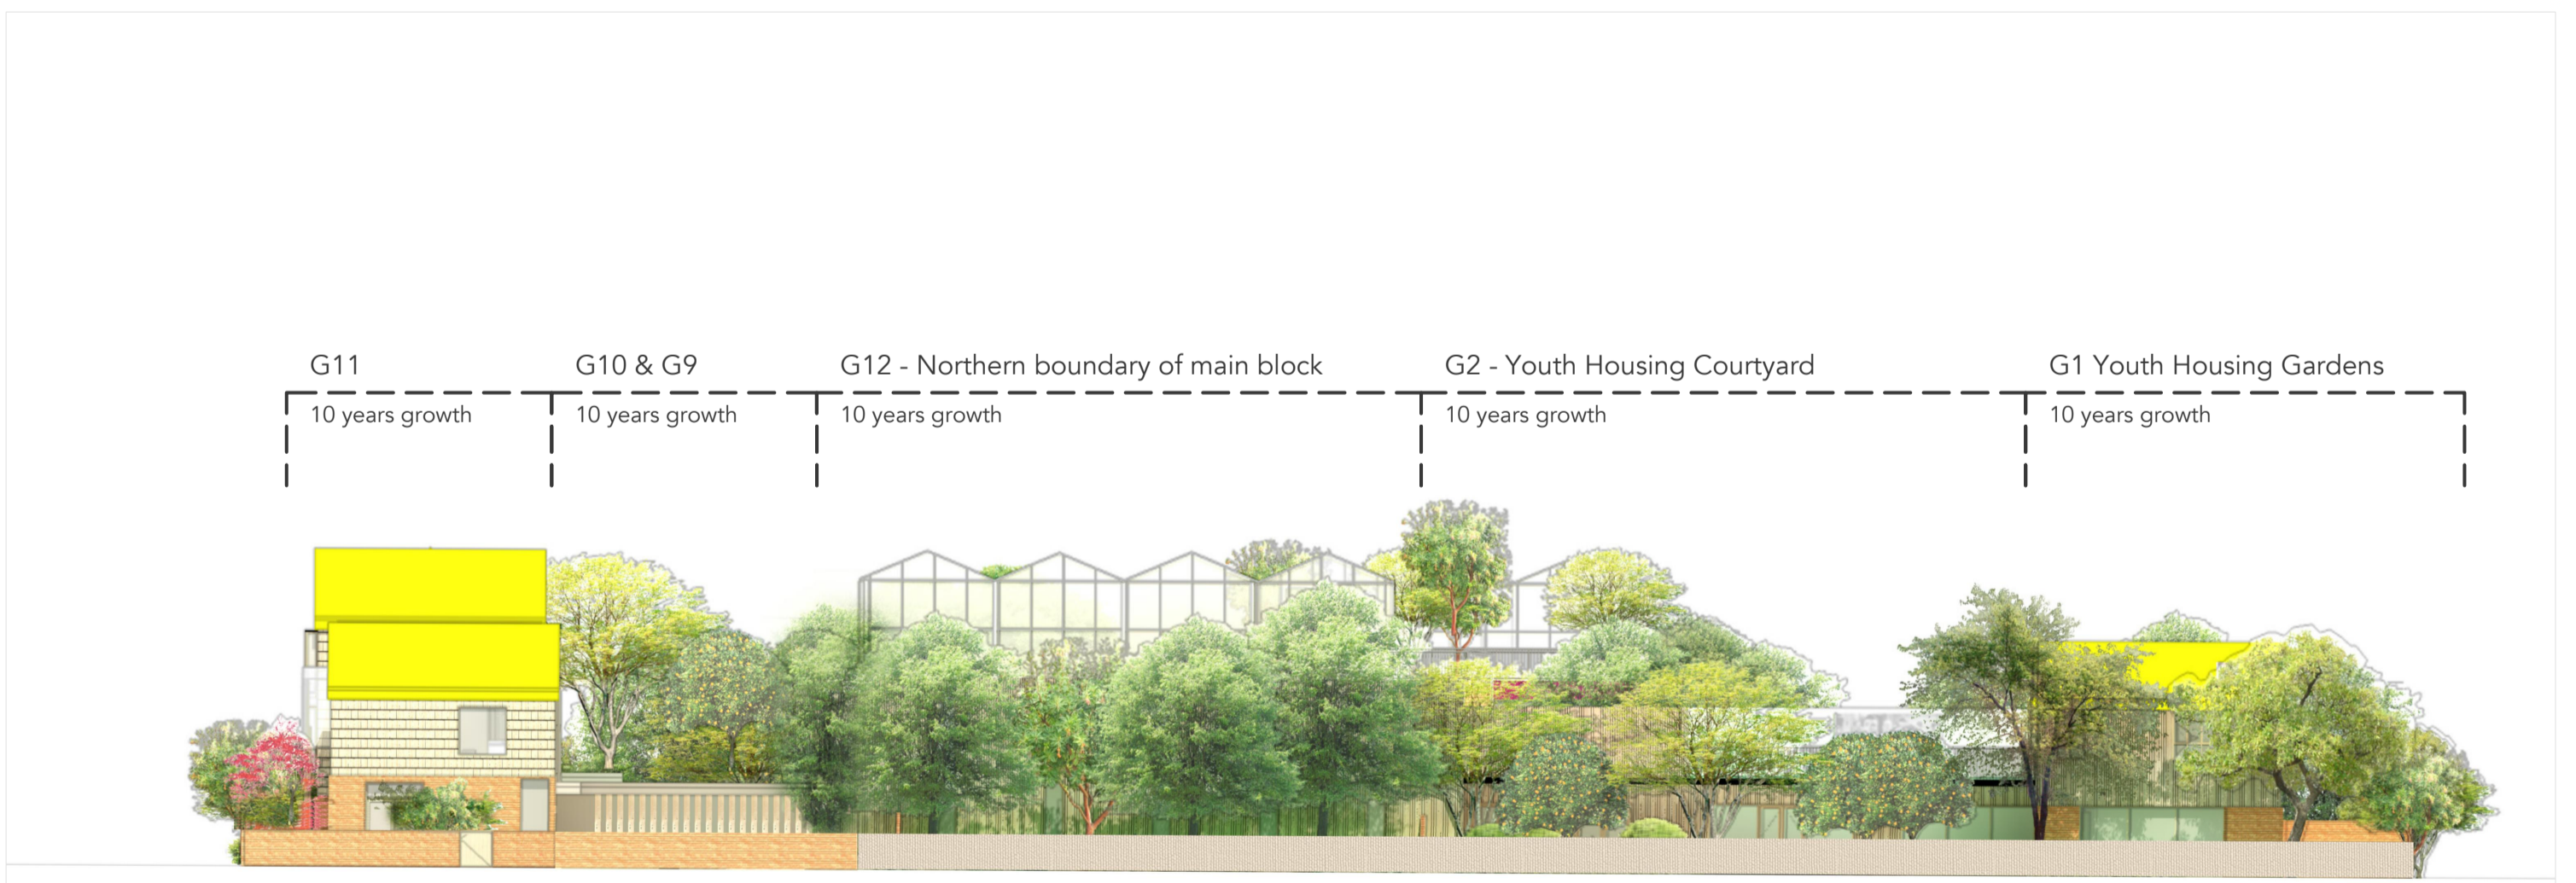 G11
10 years growth
G10 & G9
10 years growth
G12 - Northern boundary of main block
10 years growth
G2 - Youth Housing Courtyard
10 years growth
G1 Youth Housing Gardens
10 years growth